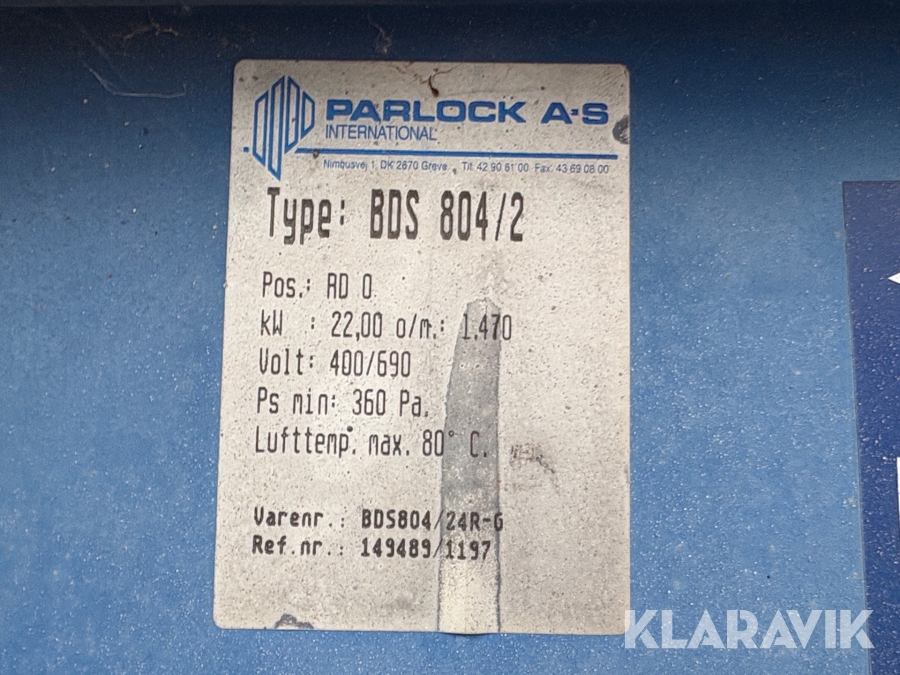 PARLOCK A-S
INTERNATIONAL
Nimbusvej 1, DK 2670 Greve Tlf. 42 90 61 00 Fax. 43 69 08 00
Type: BDS 804/2
Pos.: RD 0
kW : 22,00 o/m.: 1.470
Volt: 400/690
Ps min: 360 Pa.
Lufttemp. max. 80° C.
Varenr.: BDS804/24R-G
Ref.nr.: 149489/1197
KLARAVIK